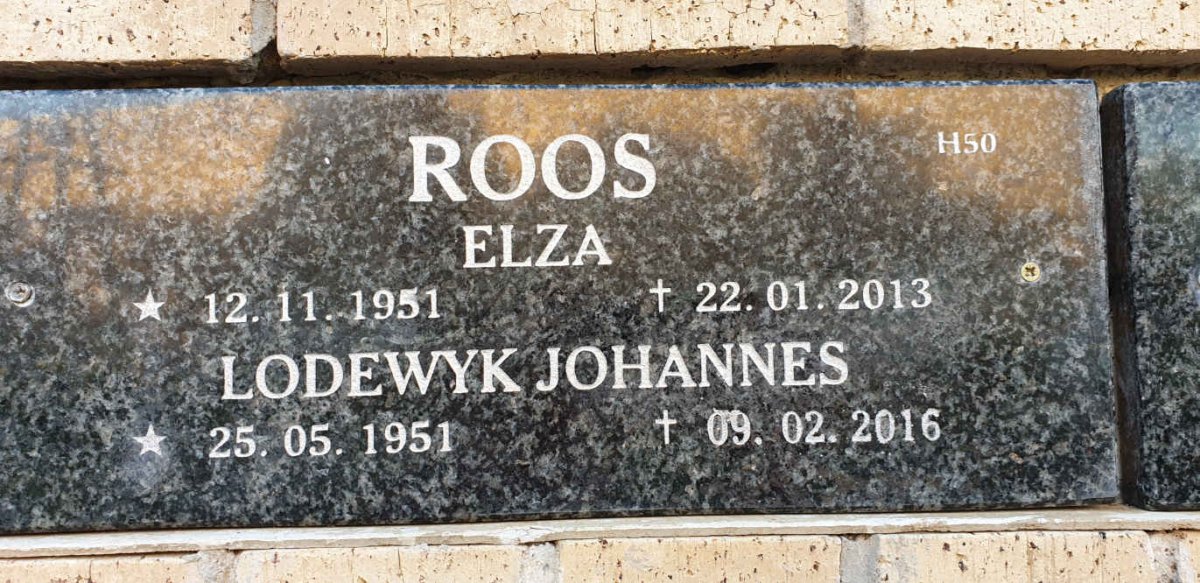 ROOS
H50
ELZA
★ 12. 11. 1951 † 22. 01. 2013
LODEWYK JOHANNES
★ 25. 05. 1951 † 09. 02. 2016